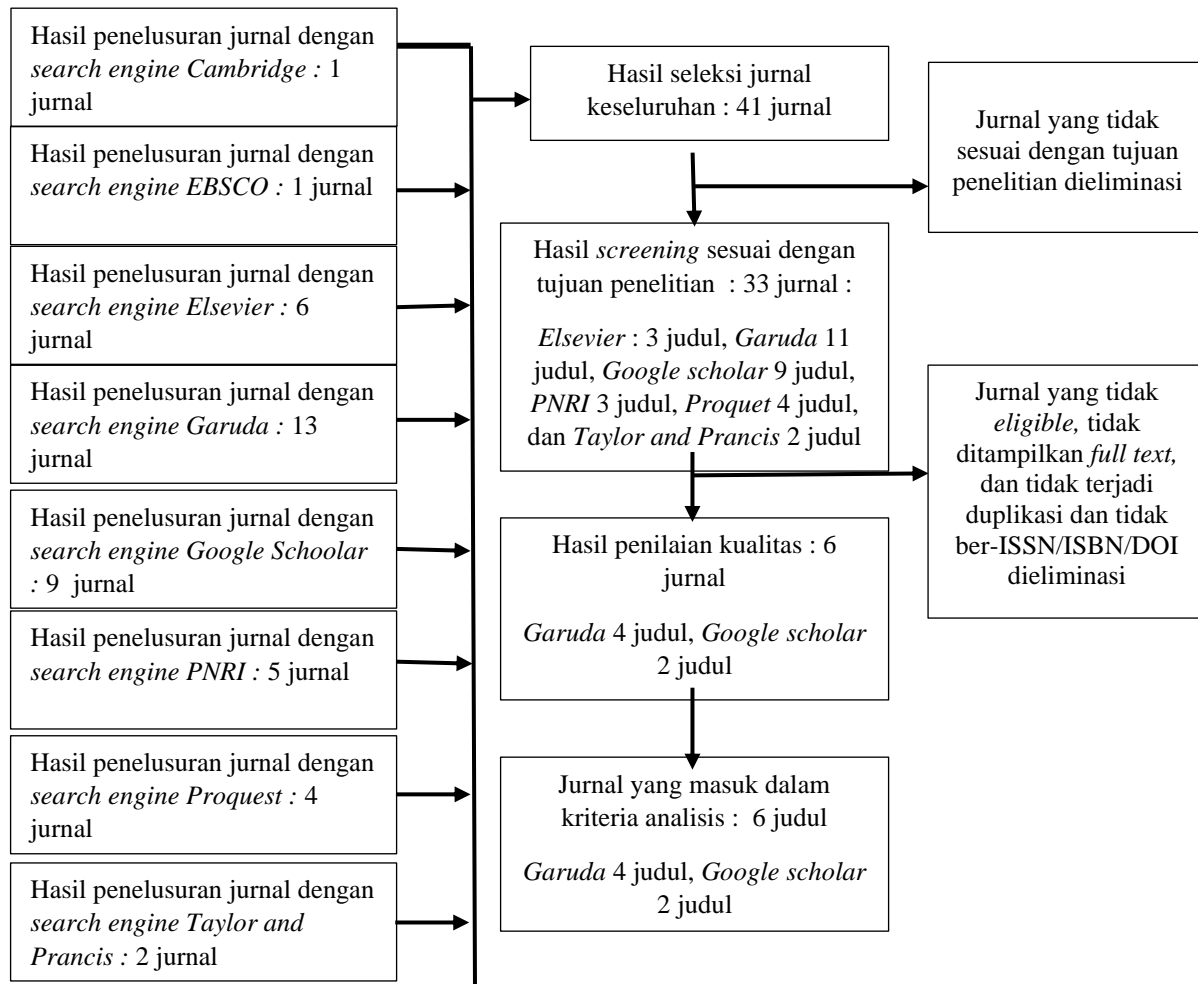 Hasil penelusuran jurnal dengan
search engine Cambridge : 1
jurnal
Hasil penelusuran jurnal dengan
search engine EBSCO : 1 jurnal
Hasil penelusuran jurnal dengan
search engine Elsevier : 6
jurnal
Hasil penelusuran jurnal dengan
search engine Garuda : 13
jurnal
Hasil penelusuran jurnal dengan
search engine Google Schoolar
: 9 jurnal
Hasil penelusuran jurnal dengan
search engine PNRI : 5 jurnal
Hasil penelusuran jurnal dengan
search engine Proquest : 4
jurnal
Hasil penelusuran jurnal dengan
search engine Taylor and
Prancis : 2 jurnal
Hasil seleksi jurnal
keseluruhan : 41 jurnal
Jurnal yang tidak
sesuai dengan tujuan
penelitian dieliminasi
Hasil screening sesuai dengan
tujuan penelitian : 33 jurnal :
Elsevier : 3 judul, Garuda 11
judul, Google scholar 9 judul,
PNRI 3 judul, Proquet 4 judul,
dan Taylor and Prancis 2 judul
Jurnal yang tidak
eligible, tidak
ditampilkan full text,
dan tidak terjadi
duplikasi dan tidak
ber-ISSN/ISBN/DOI
dieliminasi
Hasil penilaian kualitas : 6
jurnal
Garuda 4 judul, Google scholar
2 judul
Jurnal yang masuk dalam
kriteria analisis : 6 judul
Garuda 4 judul, Google scholar
2 judul